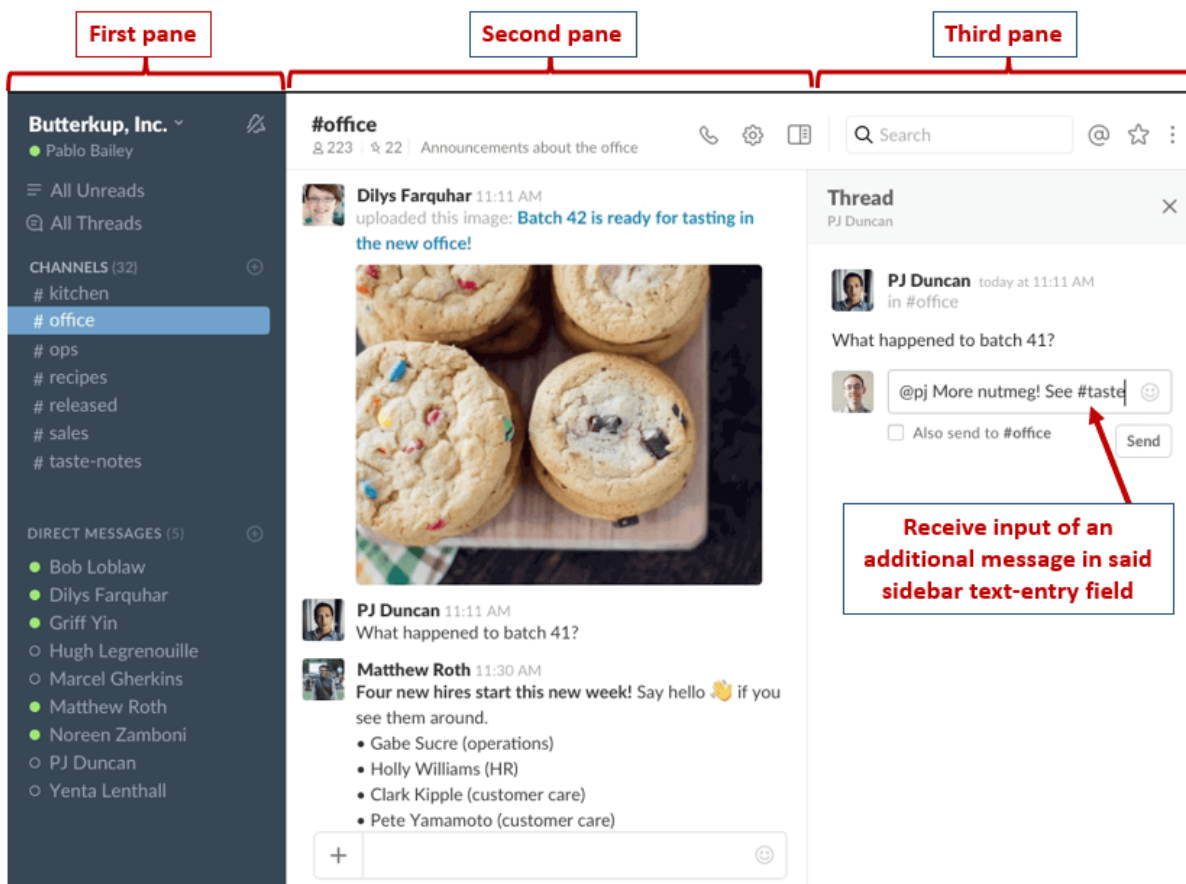 First pane
Second pane
Third pane
Butterkup, Inc.
Pablo Bailey
All Unreads
All Threads
CHANNELS (32)
# kitchen
# office
# ops
# recipes
# released
# sales
# taste-notes
DIRECT MESSAGES (5)
Bob Loblaw
Dilys Farquhar
Griff Yin
Hugh Legrenouille
Marcel Gherkins
Matthew Roth
Noreen Zamboni
PJ Duncan
Yenta Lenthall
#office
223 | 22 | Announcements about the office
Search
Dilys Farquhar 11:11 AM
uploaded this image: Batch 42 is ready for tasting in
the new office!
PJ Duncan 11:11 AM
What happened to batch 41?
Matthew Roth 11:30 AM
Four new hires start this new week! Say hello 👋 if you
see them around.
• Gabe Sucre (operations)
• Holly Williams (HR)
• Clark Kipple (customer care)
• Pete Yamamoto (customer care)
Thread
PJ Duncan
PJ Duncan today at 11:11 AM
in #office
What happened to batch 41?
@pj More nutmeg! See #taste
Also send to #office
Send
Receive input of an
additional message in said
sidebar text-entry field